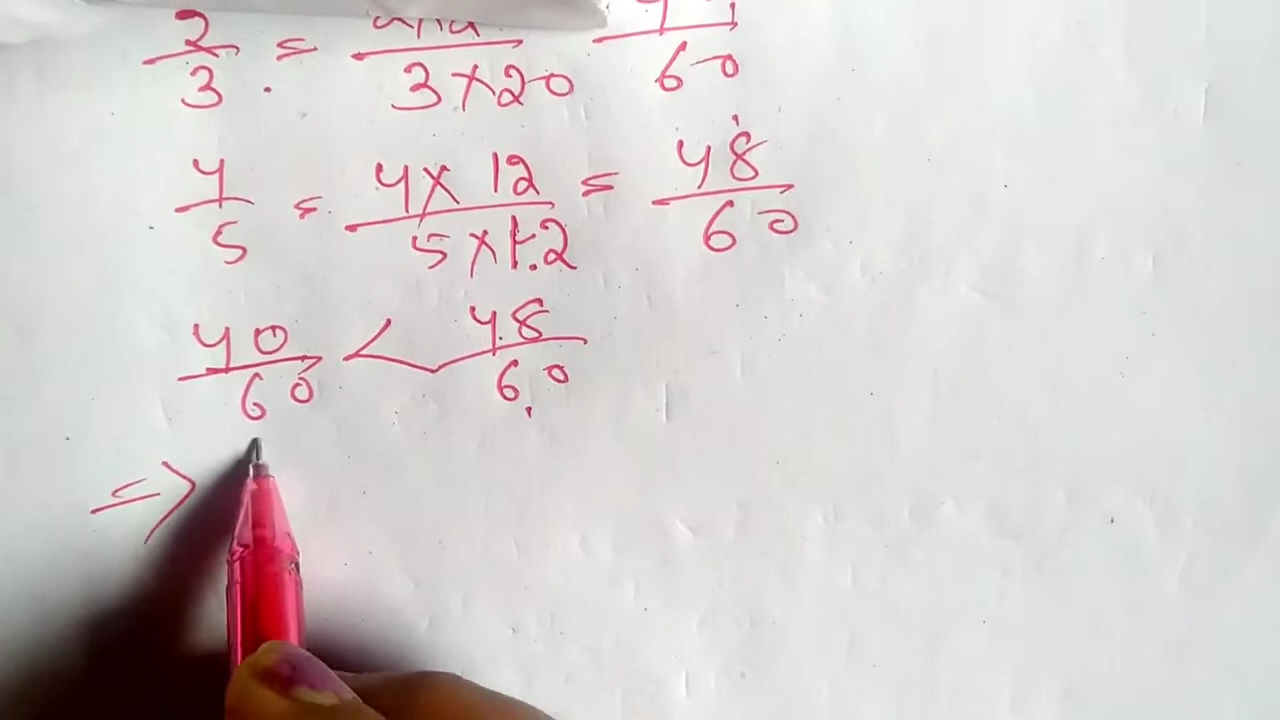 2/3 = /3×20 /60
4/5 = 4×12/5×12 = 48/60
40/60 < 48/60
=>